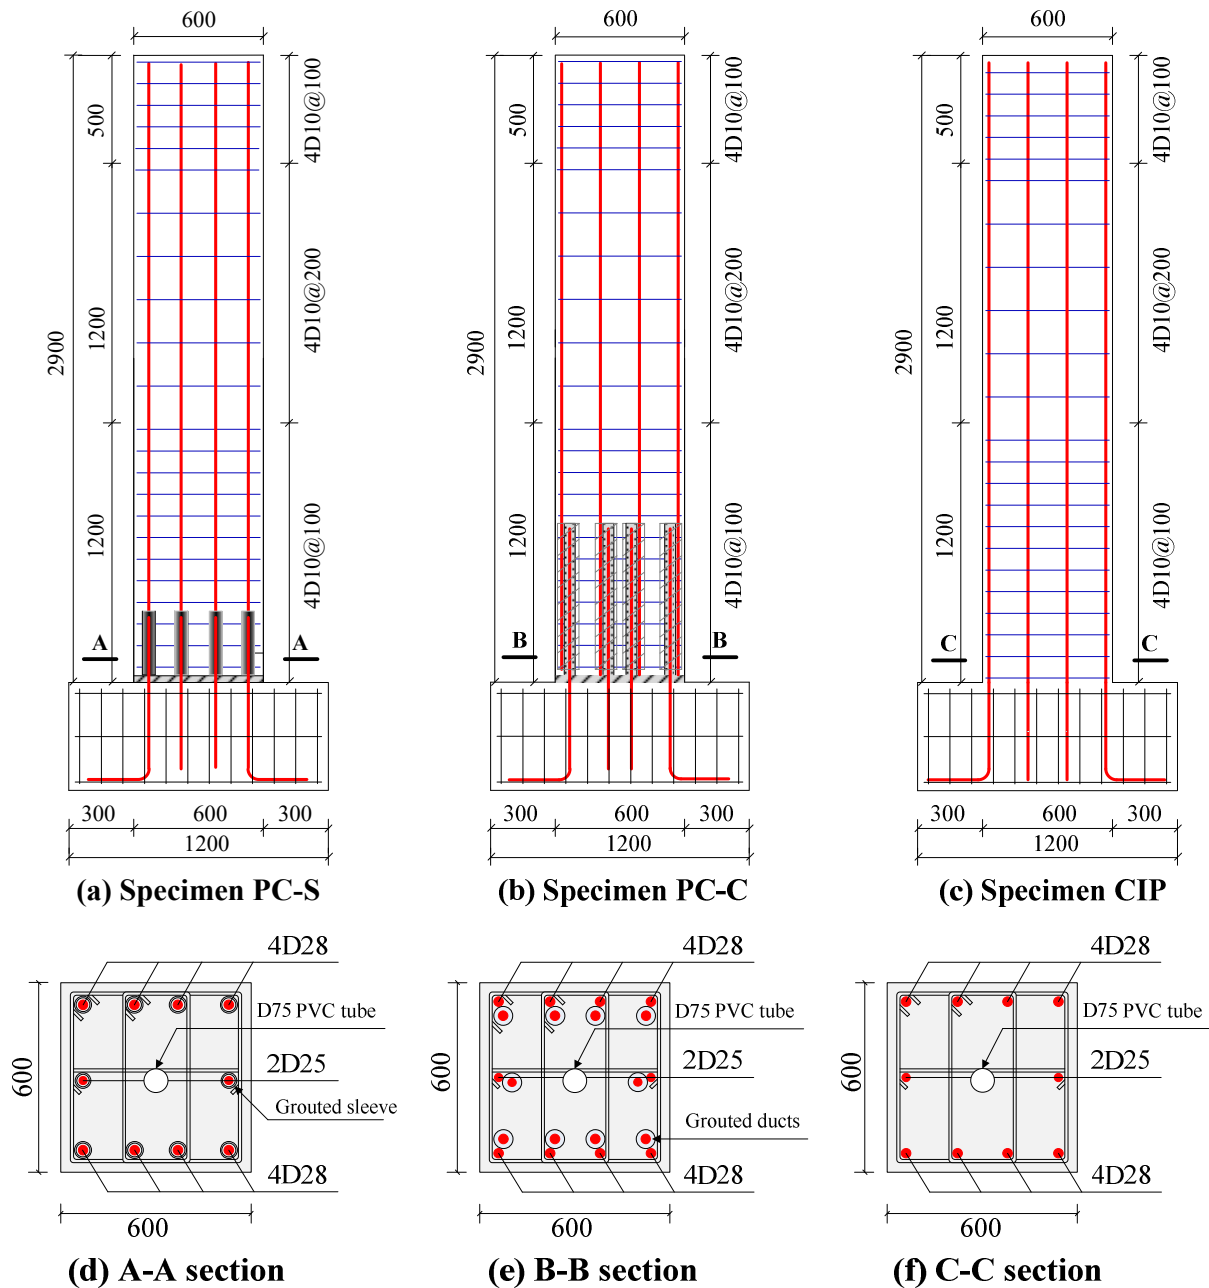 600
500
4D10@100
2900
1200
4D10@200
1200
4D10@100
A
A
300
600
300
1200
(a) Specimen PC-S
600
500
4D10@100
2900
1200
4D10@200
1200
4D10@100
B
B
300
600
300
1200
(b) Specimen PC-C
600
500
4D10@100
2900
1200
4D10@200
1200
4D10@100
C
C
300
600
300
1200
(c) Specimen CIP
4D28
D75 PVC tube
2D25
Grouted sleeve
4D28
600
600
(d) A-A section
4D28
D75 PVC tube
2D25
Grouted ducts
4D28
600
600
(e) B-B section
4D28
D75 PVC tube
2D25
4D28
600
600
(f) C-C section